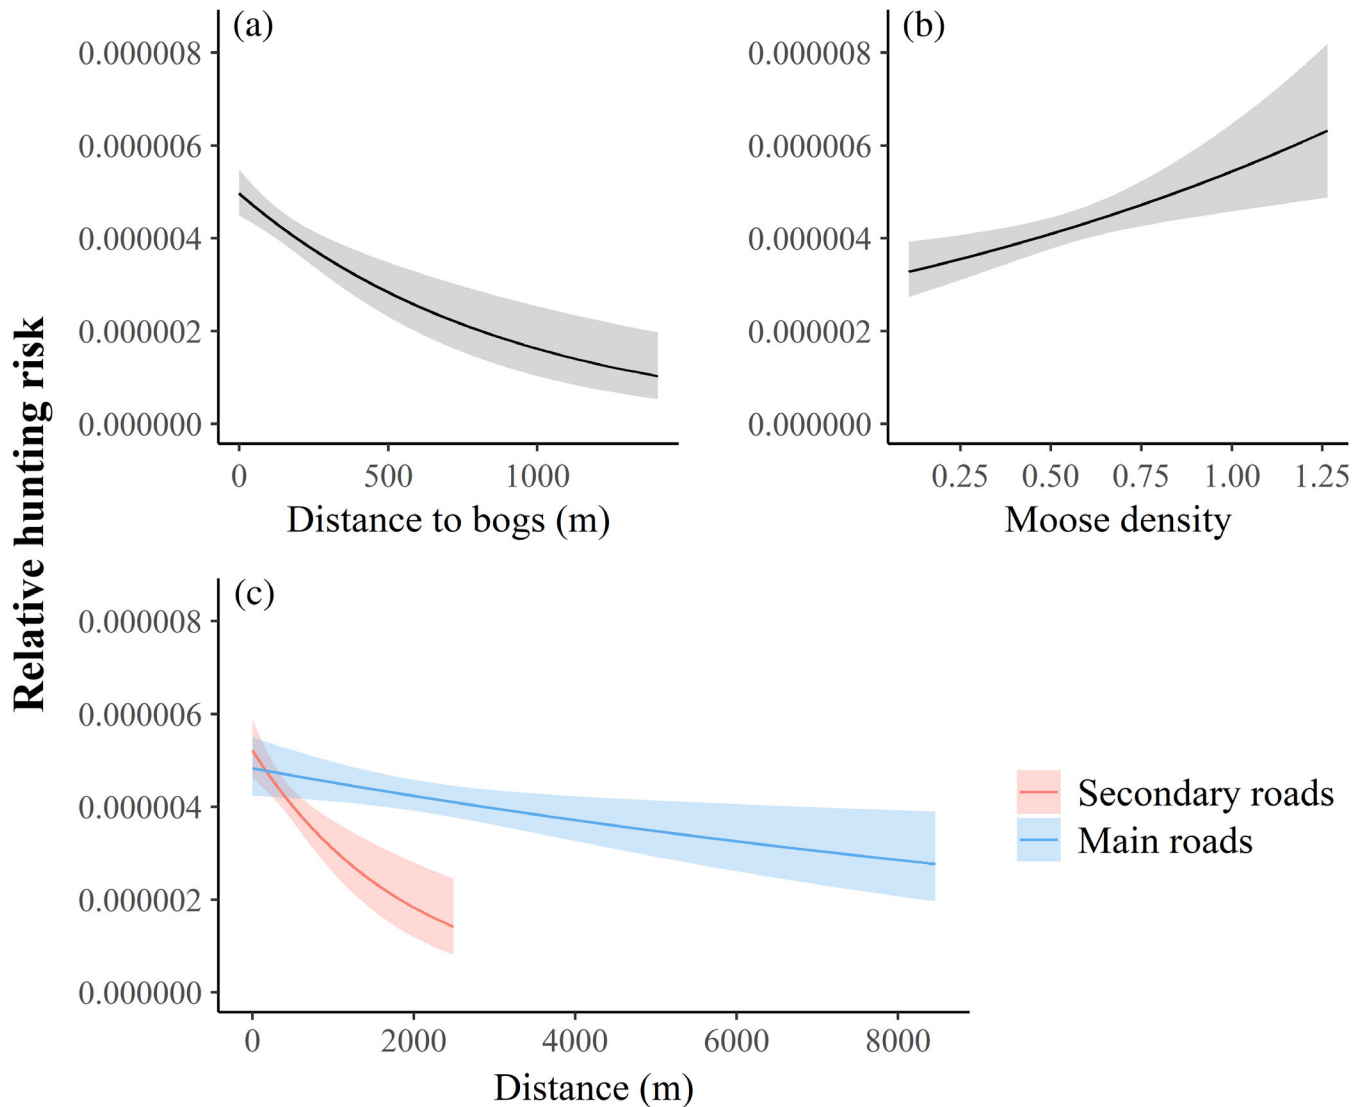 Relative hunting risk
(a)
0.000008
0.000006
0.000004
0.000002
0.000000
0 500 1000
Distance to bogs (m)
(b)
0.000008
0.000006
0.000004
0.000002
0.000000
0.25 0.50 0.75 1.00 1.25
Moose density
(c)
0.000008
0.000006
0.000004
0.000002
0.000000
0 2000 4000 6000 8000
Distance (m)
Secondary roads
Main roads